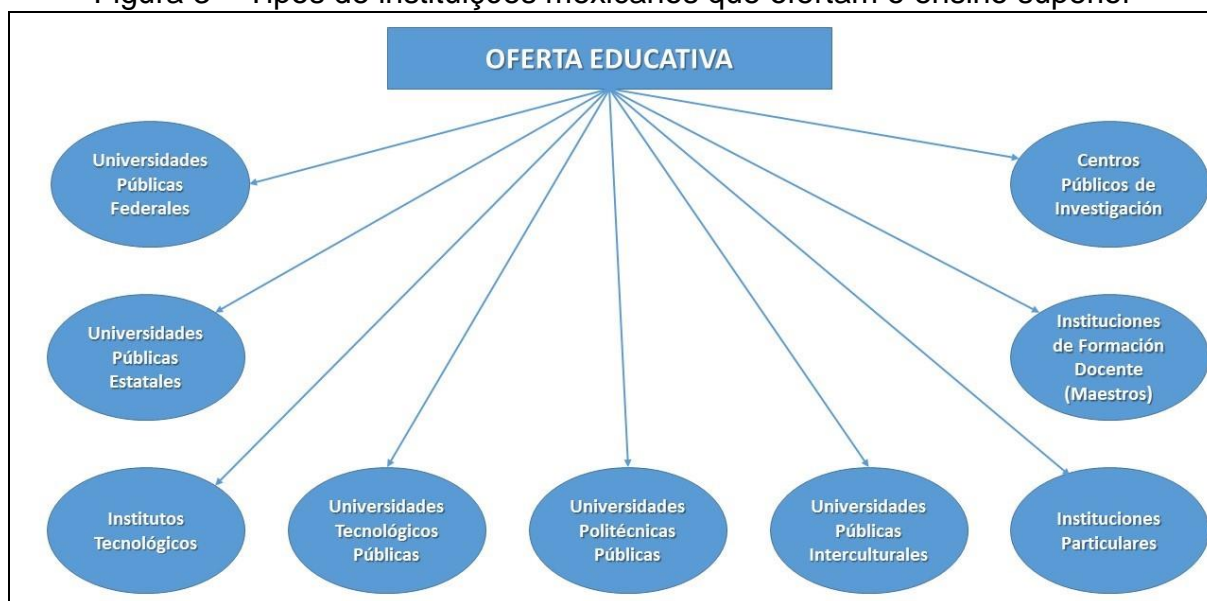 OFERTA EDUCATIVA
Universidades
Públicas
Federales
Centros
Públicos de
Investigación
Universidades
Públicas
Estatales
Instituciones
de Formación
Docente
(Maestros)
Institutos
Tecnológicos
Universidades
Tecnológicos
Públicas
Universidades
Politécnicas
Públicas
Universidades
Públicas
Interculturales
Instituciones
Particulares